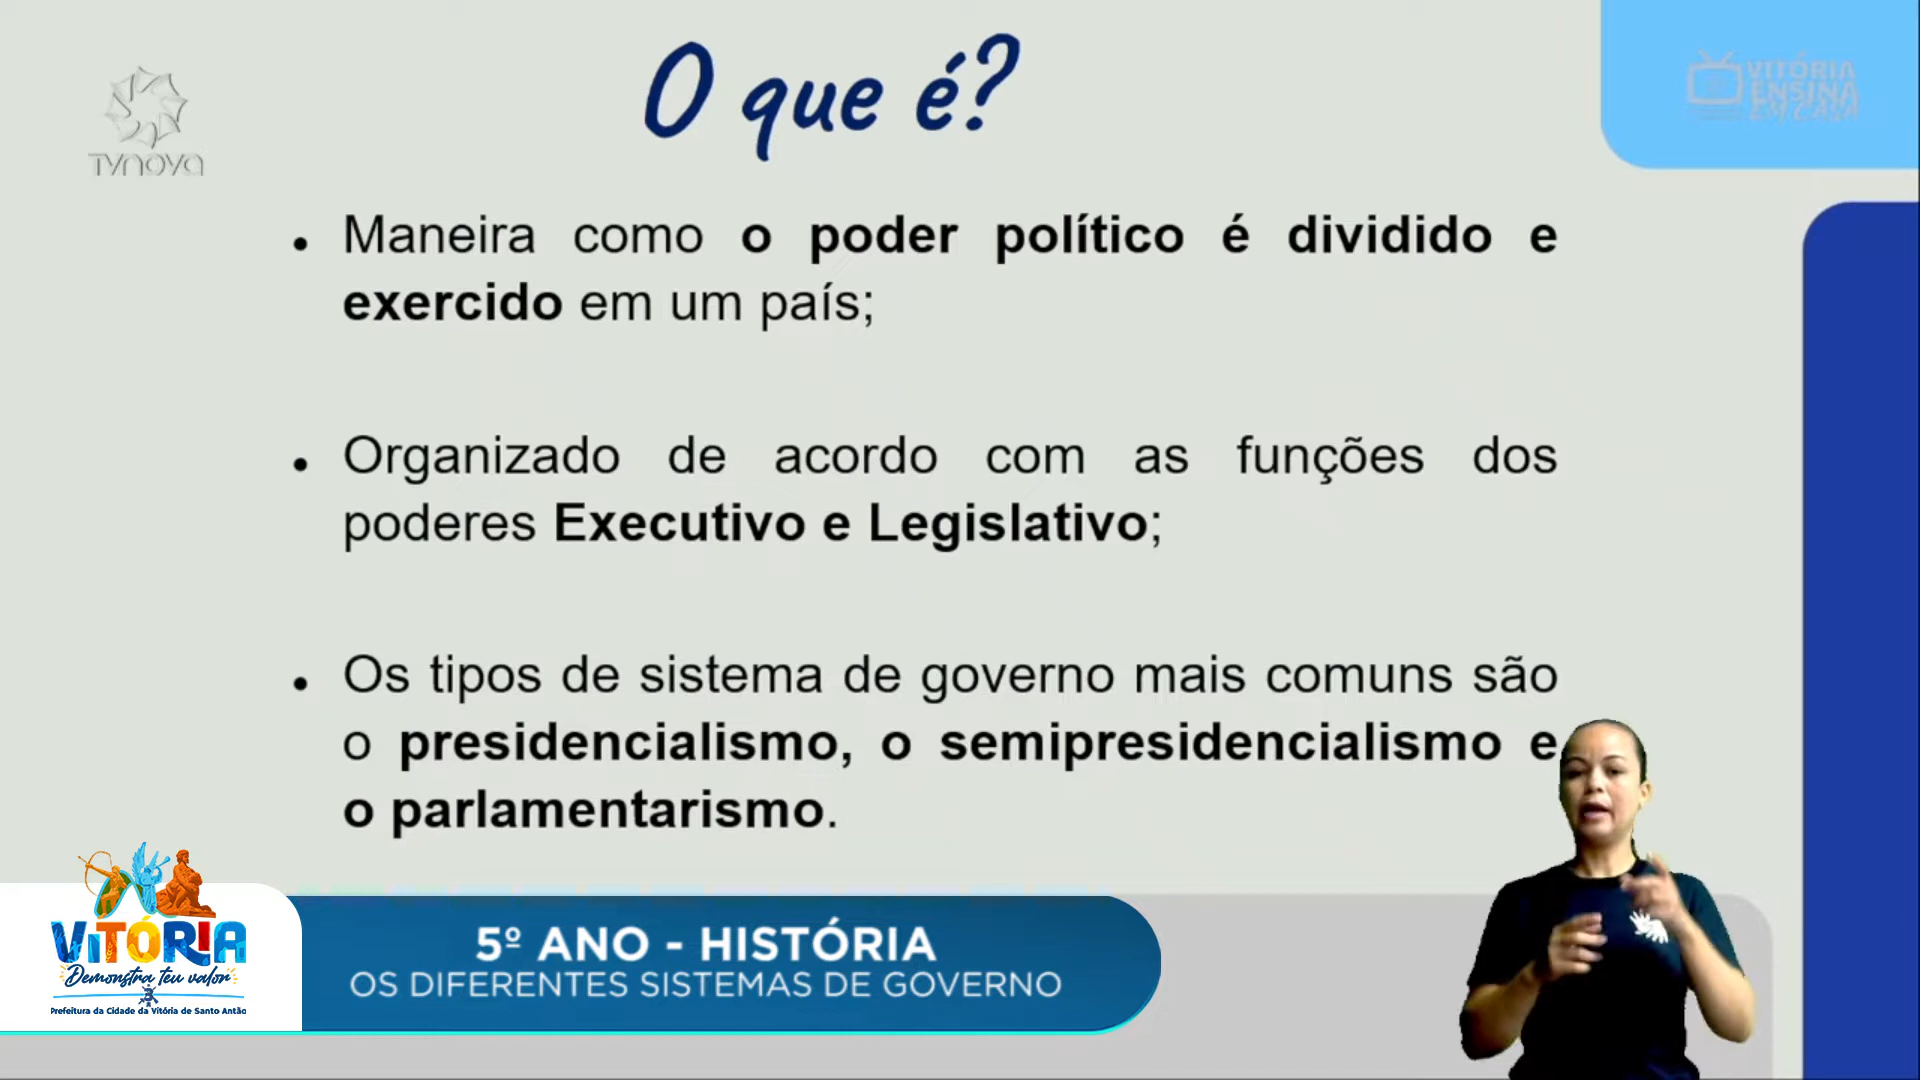 O que é?
TVNOVA
VITÓRIA
ENSINA
EM CASA
• Maneira como o poder político é dividido e
exercido em um país;
• Organizado de acordo com as funções dos
poderes Executivo e Legislativo;
• Os tipos de sistema de governo mais comuns são
o presidencialismo, o semipresidencialismo e
o parlamentarismo.
VITÓRIA
Demonstra teu valor
Prefeitura da Cidade da Vitória de Santo Antão
5º ANO - HISTÓRIA
OS DIFERENTES SISTEMAS DE GOVERNO